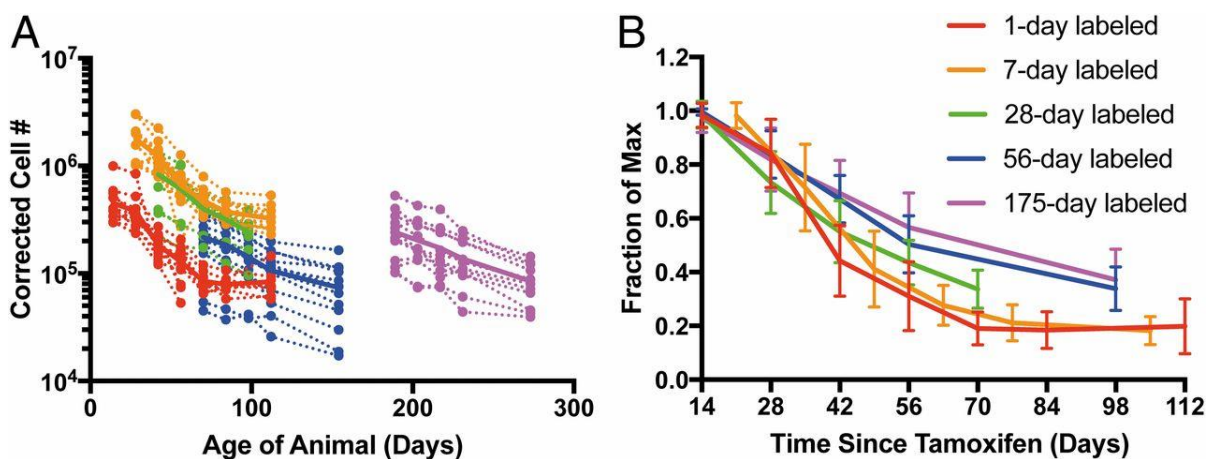 A
Corrected Cell #
10^7
10^6
10^5
10^4
0
100
200
300
Age of Animal (Days)
B
1-day labeled
7-day labeled
28-day labeled
56-day labeled
175-day labeled
Fraction of Max
1.2
1.0
0.8
0.6
0.4
0.2
0.0
14
28
42
56
70
84
98
112
Time Since Tamoxifen (Days)